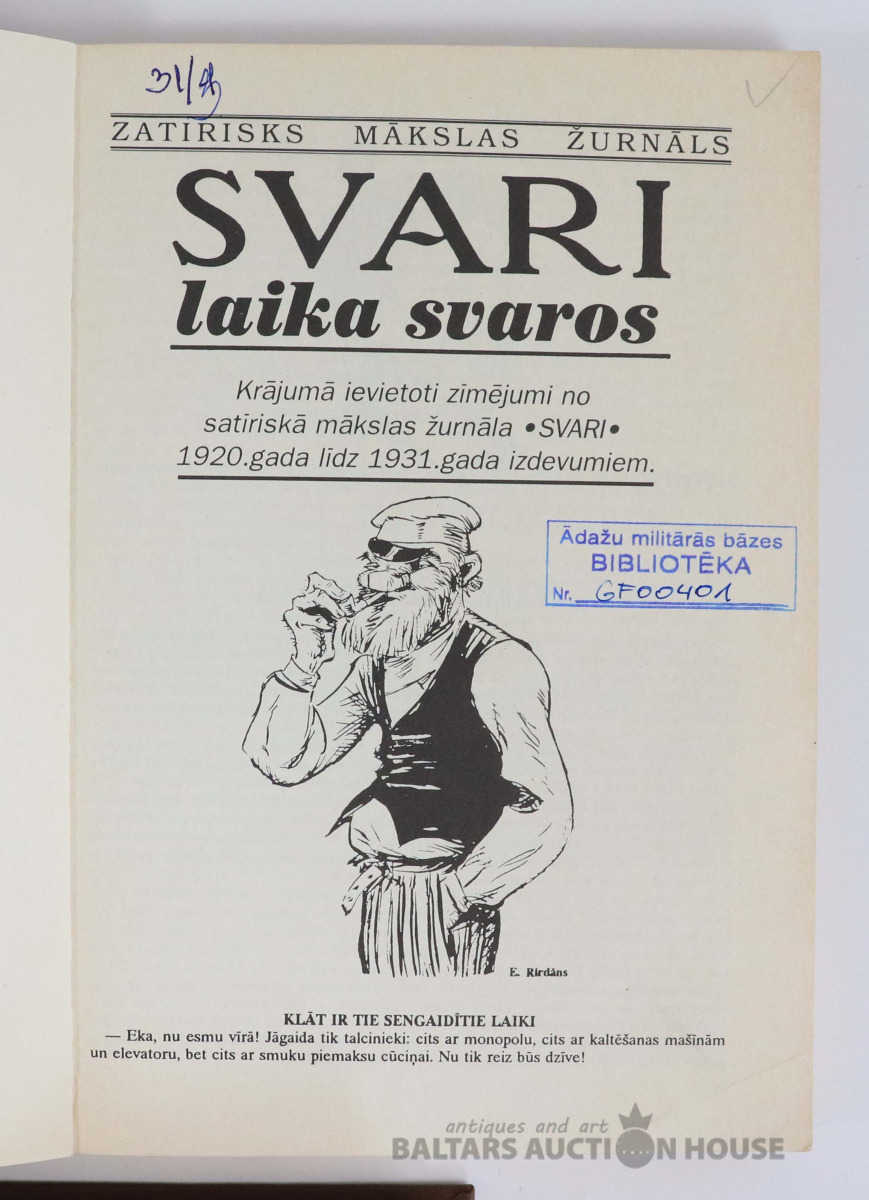 ZATIRISKS MĀKSLAS ŽURNĀLS
SVARI
laika svaros
Krājumā ievietoti zīmējumi no
satīriskā mākslas žurnāla •SVARI•
1920.gada līdz 1931.gada izdevumiem.
Ādažu militārās bāzes
BIBLIOTĒKA
Nr. GF00401
E. Rirdāns
KLĀT IR TIE SENGAIDĪTIE LAIKI
— Eka, nu esmu vīrā! Jāgaida tik talcinieki: cits ar monopolu, cits ar kaltēšanas mašīnām
un elevatoru, bet cits ar smuku piemaksu cūciņai. Nu tik reiz būs dzīve!
antiques and art
BALTARS AUCTION HOUSE